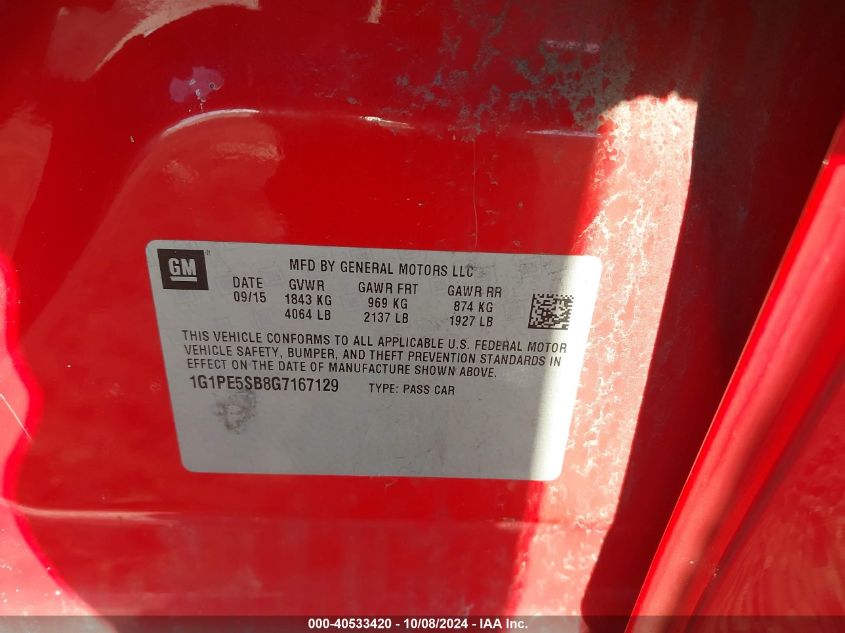 GM
MFD BY GENERAL MOTORS LLC
DATE GVWR GAWR FRT GAWR RR
09/15 1843 KG 969 KG 874 KG
4064 LB 2137 LB 1927 LB
THIS VEHICLE CONFORMS TO ALL APPLICABLE U.S. FEDERAL MOTOR
VEHICLE SAFETY, BUMPER, AND THEFT PREVENTION STANDARDS IN
EFFECT ON THE DATE OF MANUFACTURE SHOWN ABOVE.
1G1PE5SB8G7167129 TYPE: PASS CAR
000-40533420 - 10/08/2024 - IAA Inc.